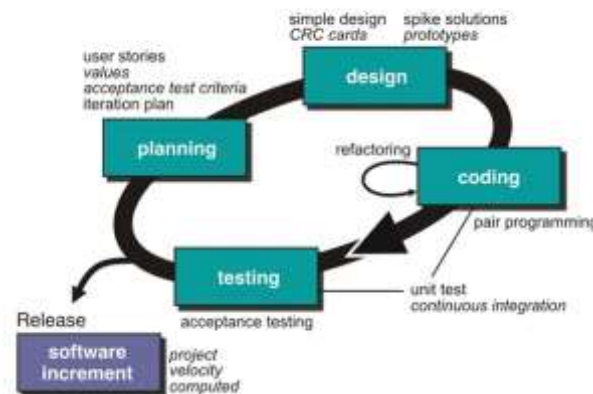 simple design
CRC cards
spike solutions
prototypes
design
user stories
values
acceptance test criteria
iteration plan
planning
refactoring
coding
pair programming
testing
unit test
continuous integration
acceptance testing
Release
software
increment
project
velocity
computed